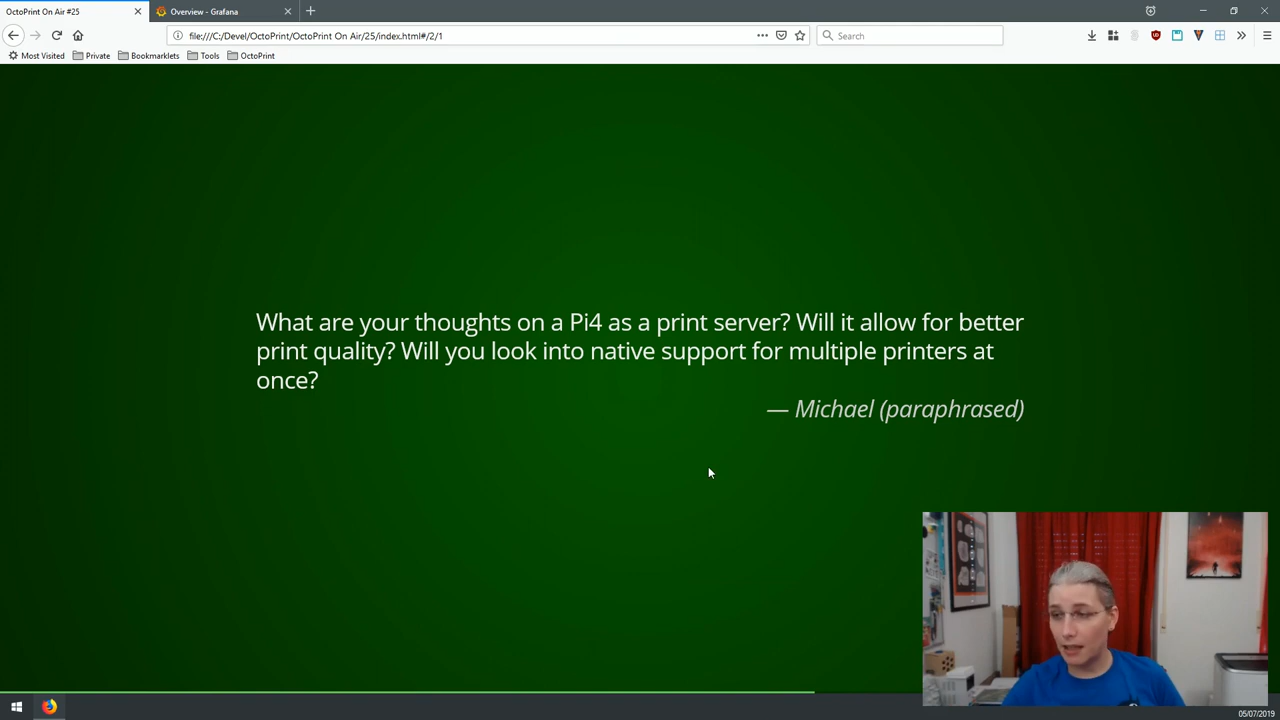 OctoPrint On Air #25
Overview - Grafana
file:///C:/Devel/OctoPrint/OctoPrint On Air/25/index.html#/2/1
Search
Most Visited
Private
Bookmarklets
Tools
OctoPrint
What are your thoughts on a Pi4 as a print server? Will it allow for better
print quality? Will you look into native support for multiple printers at
once?
— Michael (paraphrased)
05/07/2019